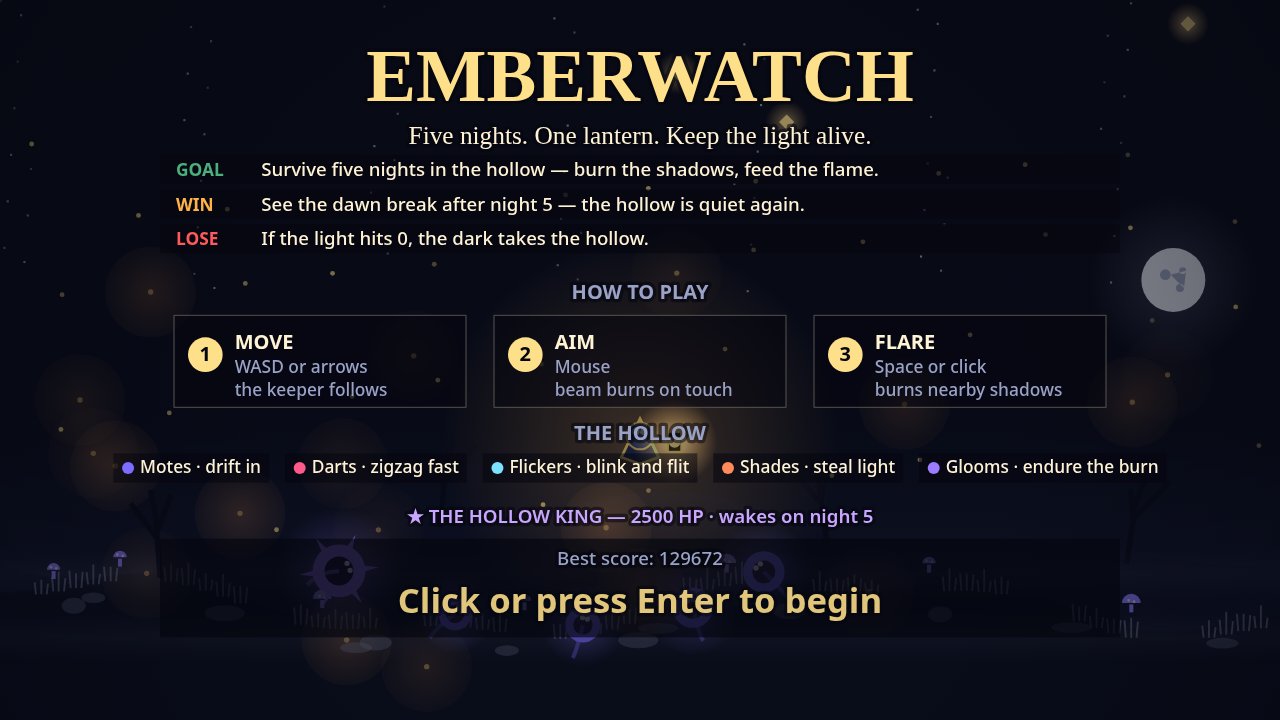 EMBERWATCH
Five nights. One lantern. Keep the light alive.
GOAL Survive five nights in the hollow — burn the shadows, feed the flame.
WIN See the dawn break after night 5 — the hollow is quiet again.
LOSE If the light hits 0, the dark takes the hollow.
HOW TO PLAY
1 MOVE
WASD or arrows
the keeper follows
2 AIM
Mouse
beam burns on touch
3 FLARE
Space or click
burns nearby shadows
THE HOLLOW
Motes · drift in
Darts · zigzag fast
Flickers · blink and flit
Shades · steal light
Glooms · endure the burn
★ THE HOLLOW KING — 2500 HP · wakes on night 5
Best score: 129672
Click or press Enter to begin